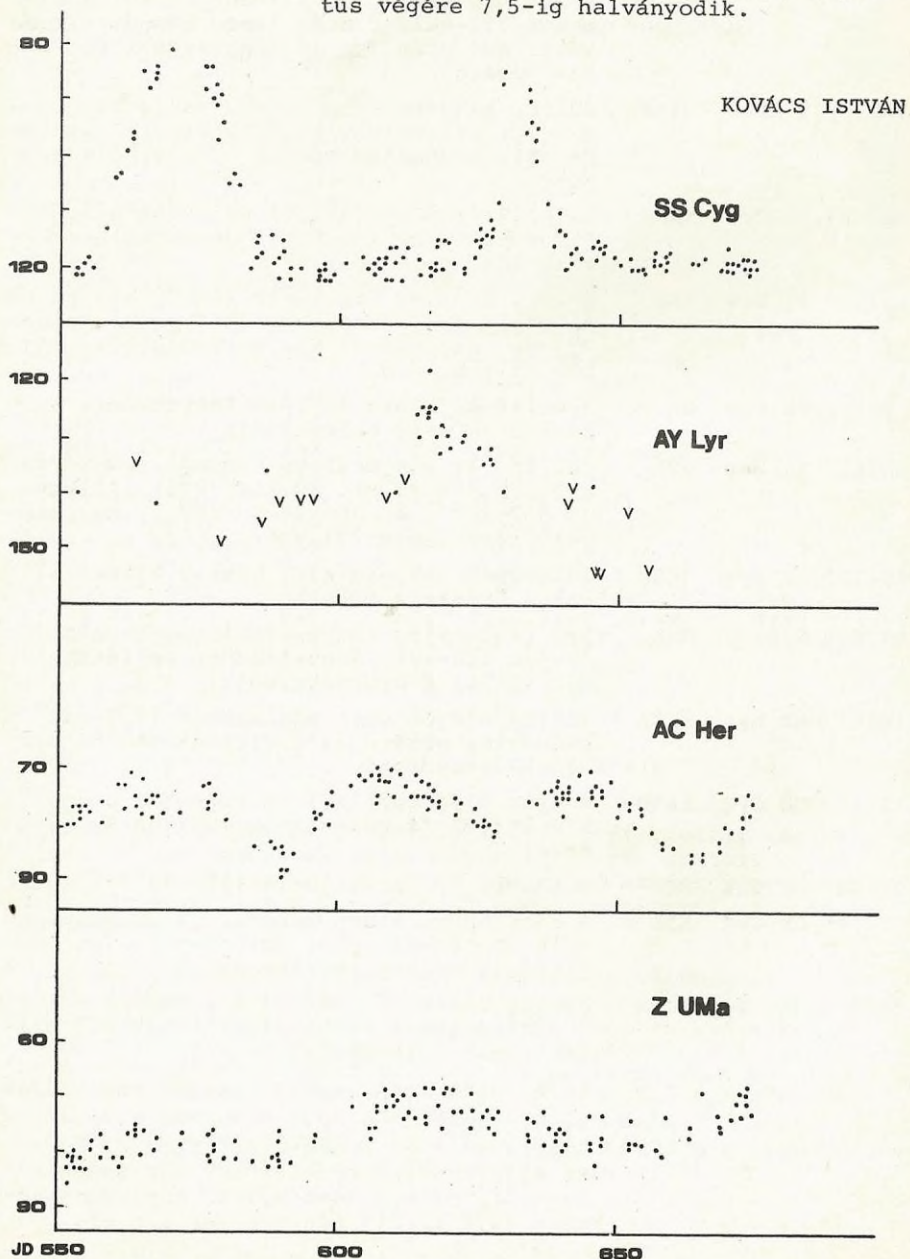 tus végére 7,5-ig halványodik.
80
KOVÁCS ISTVÁN
SS Cyg
120
120
AY Lyr
150
AC Her
70
90
Z UMa
60
90
JD 550 600 650